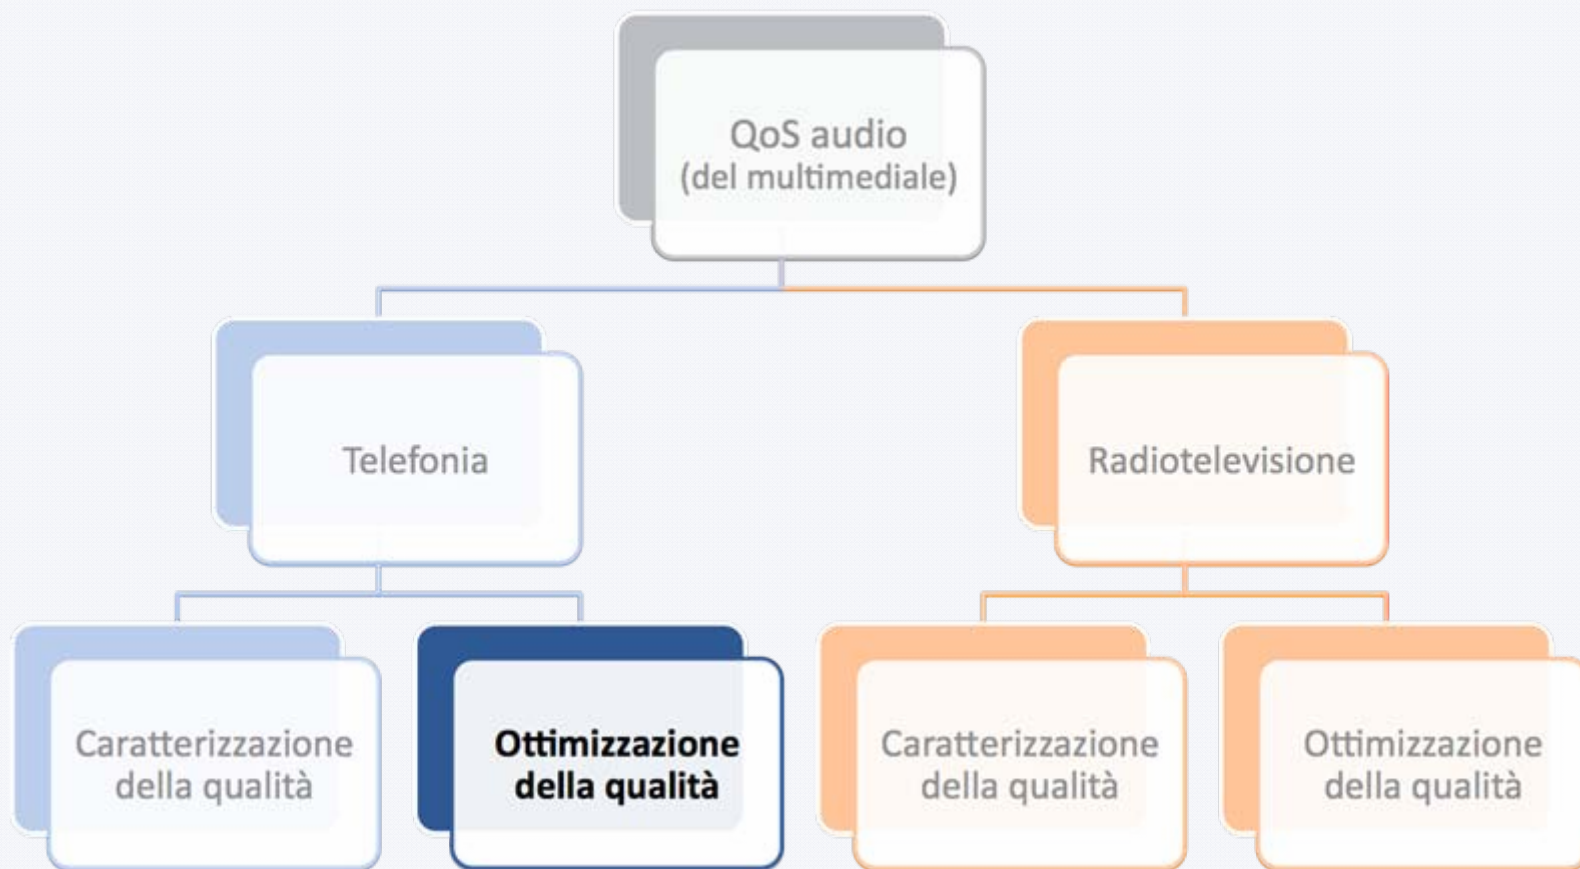 QoS audio
(del multimediale)
Telefonia
Radiotelevisione
Caratterizzazione
della qualità
Ottimizzazione
della qualità
Caratterizzazione
della qualità
Ottimizzazione
della qualità